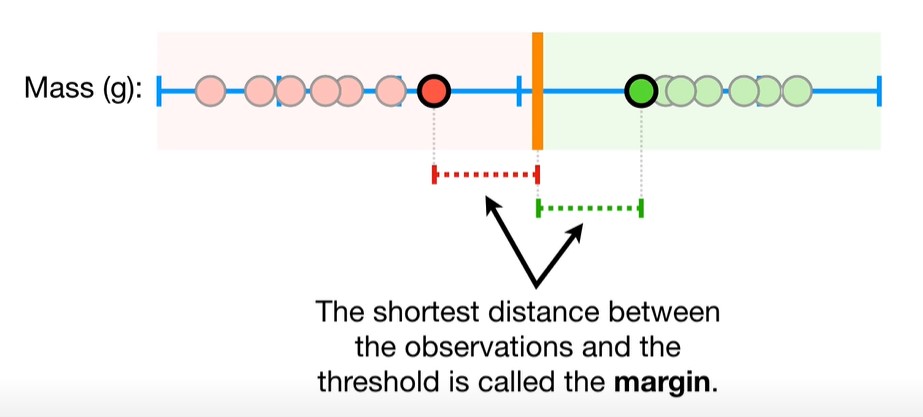 Mass (g):
The shortest distance between
the observations and the
threshold is called the margin.